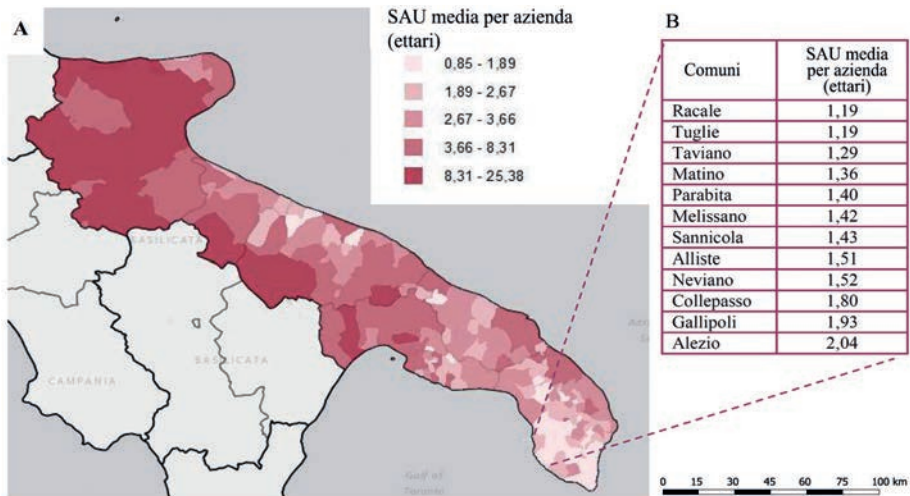 A
SAU media per azienda
(ettari)
0,85 - 1,89
1,89 - 2,67
2,67 - 3,66
3,66 - 8,31
8,31 - 25,38
BASILICATA
BASILICATA
CAMPANIA
Gulf of
Taranto
B
Comuni SAU media per azienda (ettari)
Racale 1,19
Tuglie 1,19
Taviano 1,29
Matino 1,36
Parabita 1,40
Melissano 1,42
Sannicola 1,43
Alliste 1,51
Neviano 1,52
Collepasso 1,80
Gallipoli 1,93
Alezio 2,04
0 15 30 45 60 75 100 km